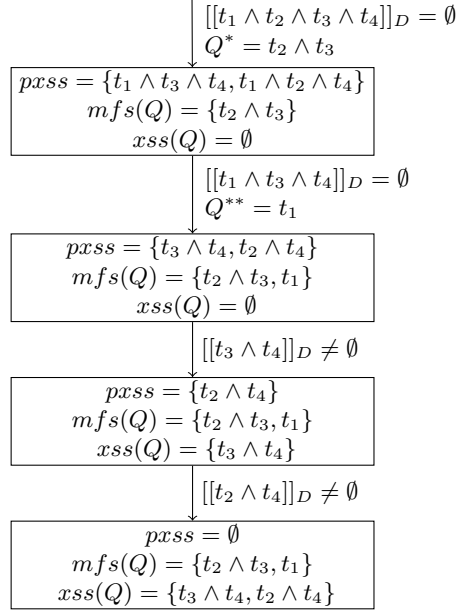 [[t₁ ∧ t₂ ∧ t₃ ∧ t₄]]_D = ∅
Q* = t₂ ∧ t₃
pxss = {t₁ ∧ t₃ ∧ t₄, t₁ ∧ t₂ ∧ t₄}
mfs(Q) = {t₂ ∧ t₃}
xss(Q) = ∅
[[t₁ ∧ t₃ ∧ t₄]]_D = ∅
Q** = t₁
pxss = {t₃ ∧ t₄, t₂ ∧ t₄}
mfs(Q) = {t₂ ∧ t₃, t₁}
xss(Q) = ∅
[[t₃ ∧ t₄]]_D ≠ ∅
pxss = {t₂ ∧ t₄}
mfs(Q) = {t₂ ∧ t₃, t₁}
xss(Q) = {t₃ ∧ t₄}
[[t₂ ∧ t₄]]_D ≠ ∅
pxss = ∅
mfs(Q) = {t₂ ∧ t₃, t₁}
xss(Q) = {t₃ ∧ t₄, t₂ ∧ t₄}